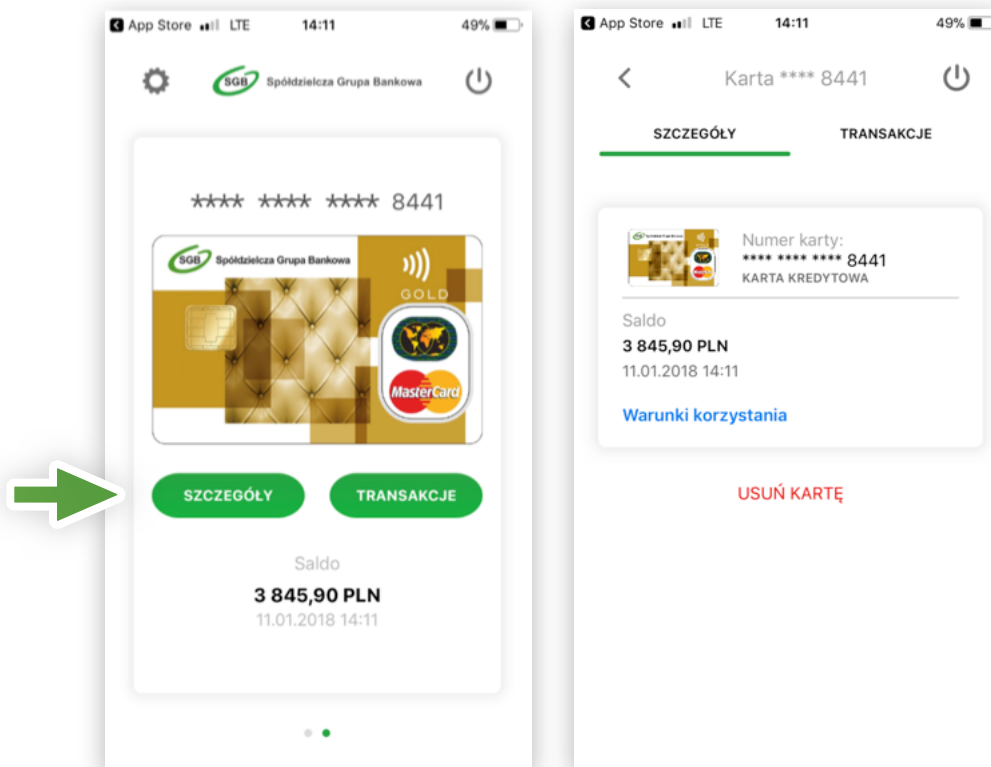 App Store LTE 14:11 49%
SGB Spółdzielcza Grupa Bankowa
**** **** **** 8441
SGB Spółdzielcza Grupa Bankowa
GOLD
MasterCard
SZCZEGÓŁY TRANSAKCJE
Saldo
3 845,90 PLN
11.01.2018 14:11
App Store LTE 14:11 49%
Karta **** 8441
SZCZEGÓŁY TRANSAKCJE
Numer karty:
**** **** **** 8441
KARTA KREDYTOWA
Saldo
3 845,90 PLN
11.01.2018 14:11
Warunki korzystania
USUŃ KARTĘ